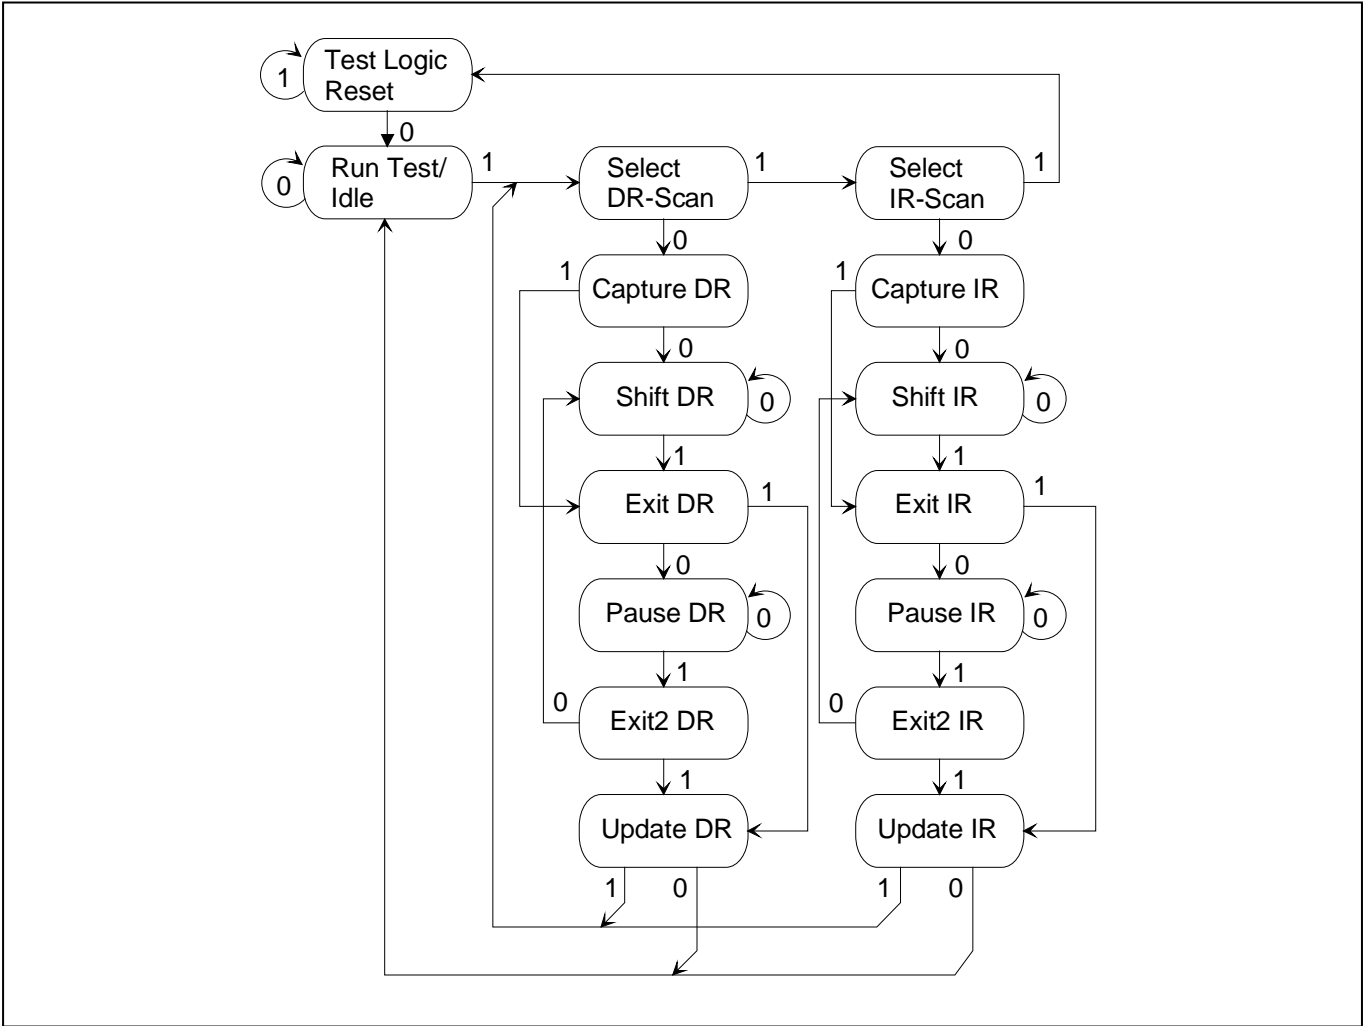 Test Logic
Reset
1
0
Run Test/
Idle
0
1
Select
DR-Scan
1
Select
IR-Scan
1
0
0
1
Capture DR
1
Capture IR
0
0
Shift DR
0
Shift IR
0
1
1
Exit DR
1
Exit IR
1
0
0
Pause DR
0
Pause IR
0
1
1
0
Exit2 DR
0
Exit2 IR
1
1
Update DR
Update IR
1
0
1
0